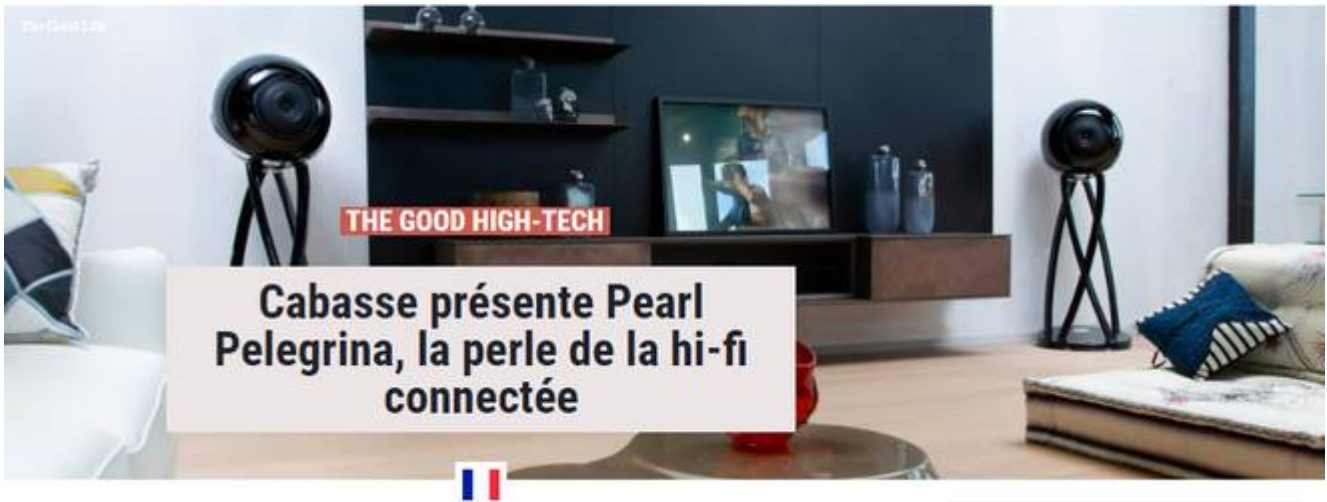 The Good Life
THE GOOD HIGH-TECH
Cabasse présente Pearl
Pelegrina, la perle de la hi-fi
connectée